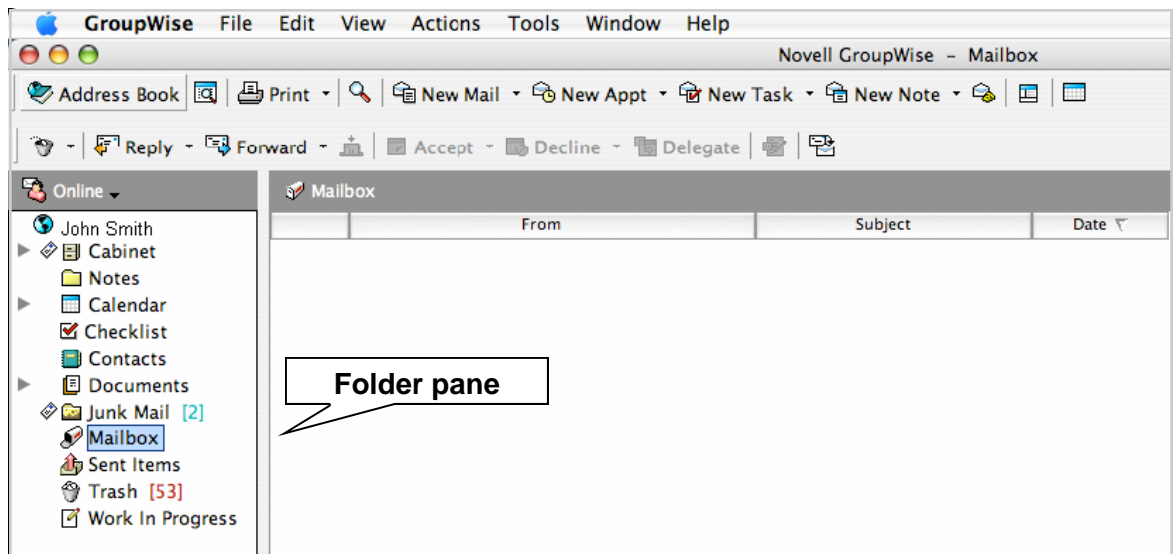 GroupWise File Edit View Actions Tools Window Help
Novell GroupWise – Mailbox
Address Book Print New Mail New Appt New Task New Note
Reply Forward Accept Decline Delegate
Online
Mailbox
From Subject Date
John Smith
Cabinet
Notes
Calendar
Checklist
Contacts
Documents
Junk Mail [2]
Mailbox
Sent Items
Trash [53]
Work In Progress
Folder pane